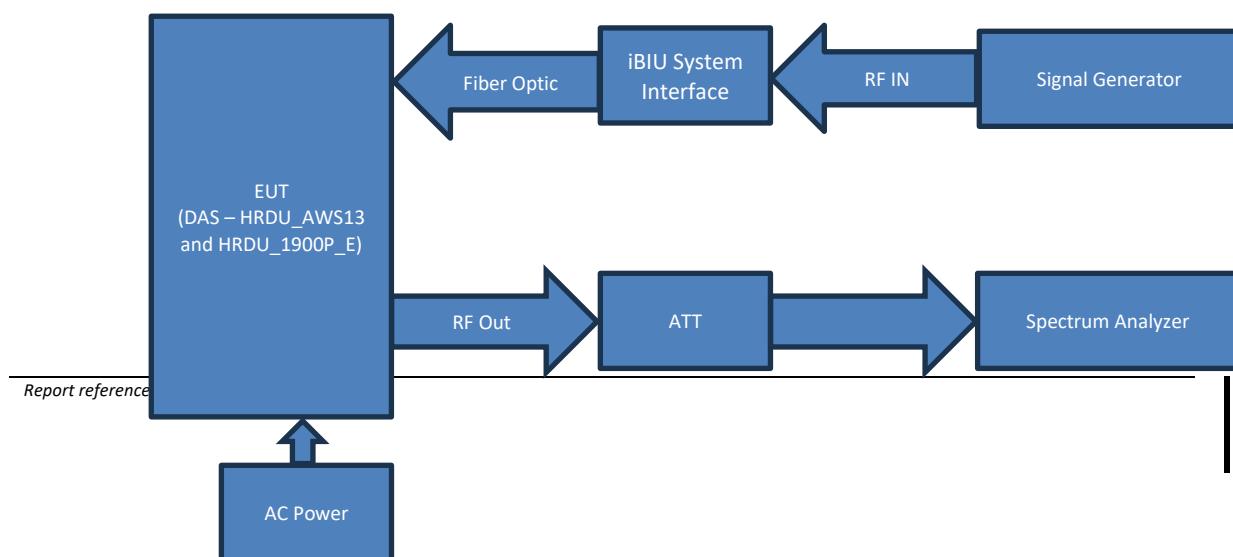 iBIU System
Interface
Fiber Optic
RF IN
Signal Generator
EUT
(DAS – HRDU_AWS13
and HRDU_1900P_E)
RF Out
ATT
Spectrum Analyzer
Report reference
AC Power